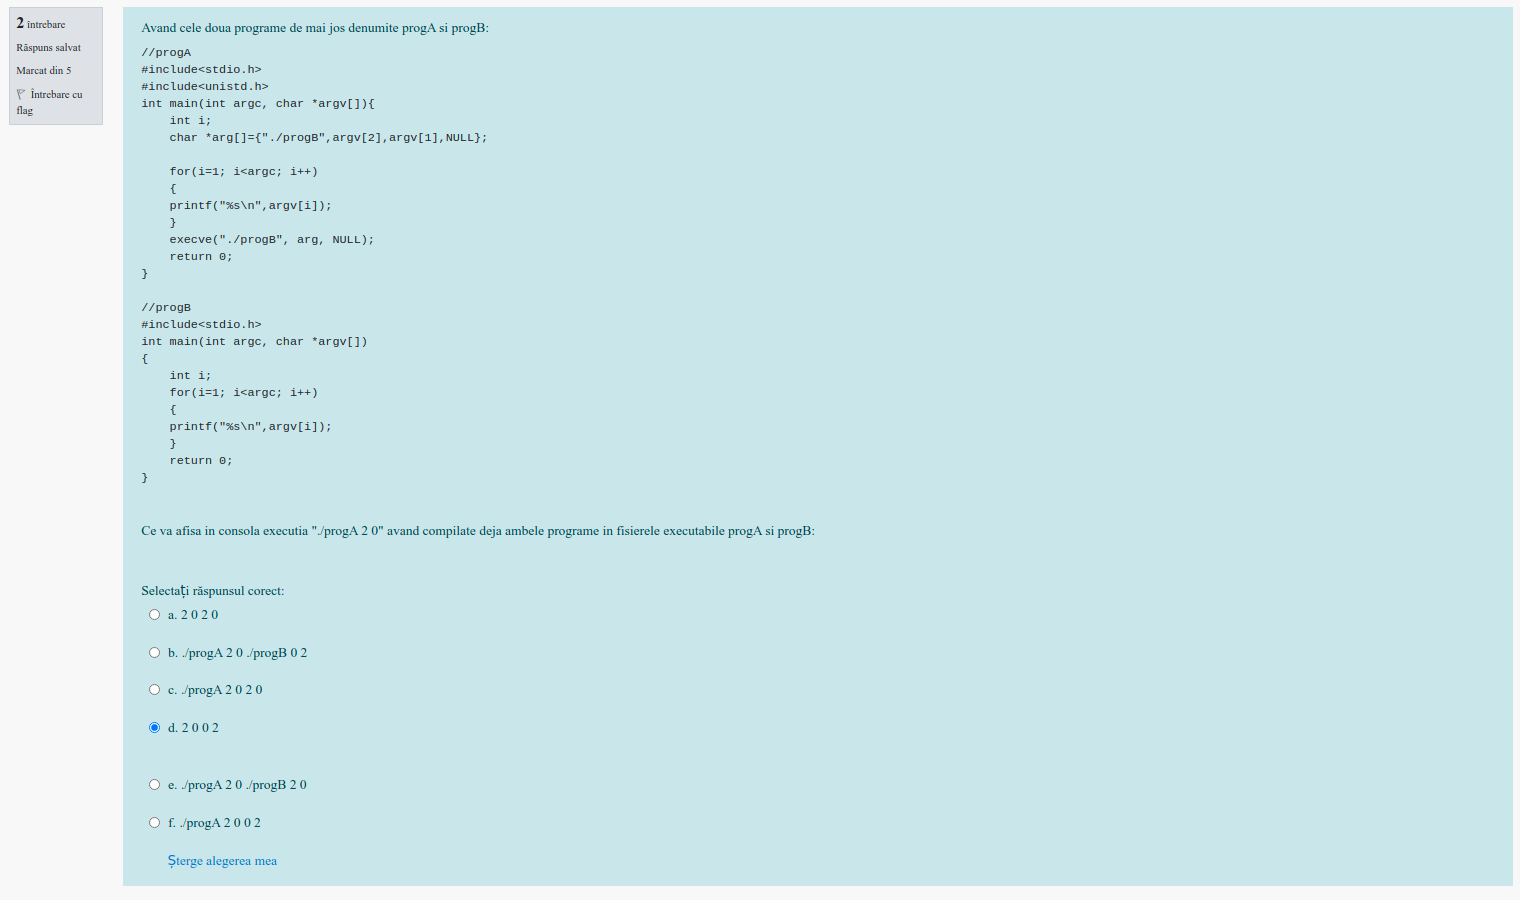 2 întrebare
Răspuns salvat
Marcat din 5
Întrebare cu
flag
Avand cele doua programe de mai jos denumite progA si progB:
//progA
#include<stdio.h>
#include<unistd.h>
int main(int argc, char *argv[]){
    int i;
    char *arg[]={"./progB",argv[2],argv[1],NULL};
    for(i=1; i<argc; i++)
    {
    printf("%s\n",argv[i]);
    }
    execve("./progB", arg, NULL);
    return 0;
}
//progB
#include<stdio.h>
int main(int argc, char *argv[])
{
    int i;
    for(i=1; i<argc; i++)
    {
    printf("%s\n",argv[i]);
    }
    return 0;
}
Ce va afisa in consola executia "./progA 2 0" avand compilate deja ambele programe in fisierele executabile progA si progB:
Selectați răspunsul corect:
a. 2 0 2 0
b. ./progA 2 0 ./progB 0 2
c. ./progA 2 0 2 0
d. 2 0 0 2
e. ./progA 2 0 ./progB 2 0
f. ./progA 2 0 0 2
Șterge alegerea mea